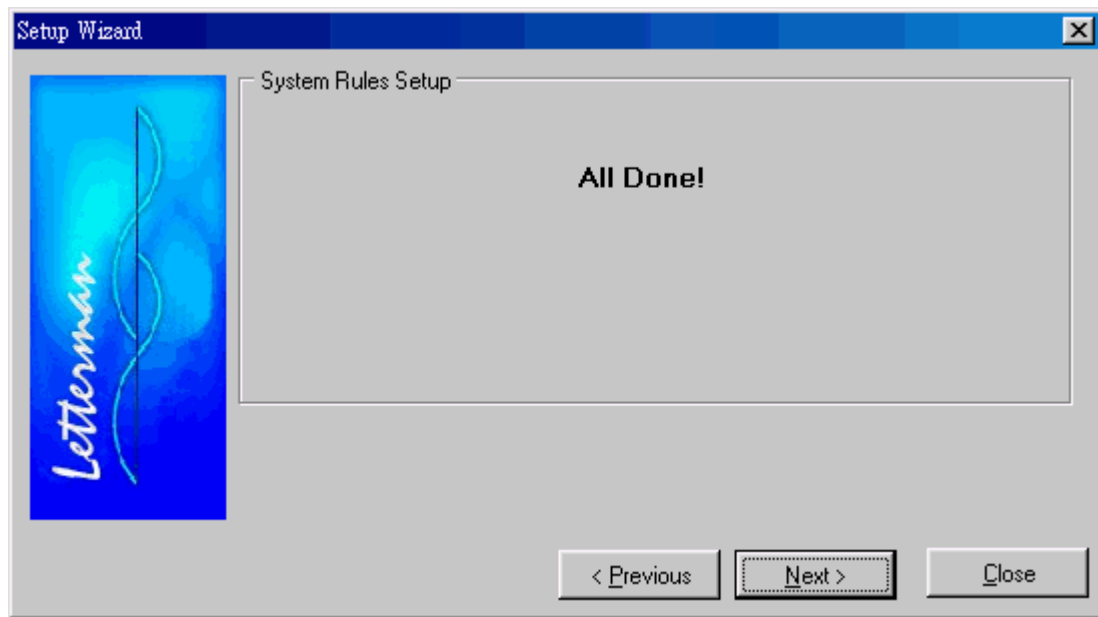 Setup Wizard
System Rules Setup
All Done!
Letterman
< Previous
Next >
Close